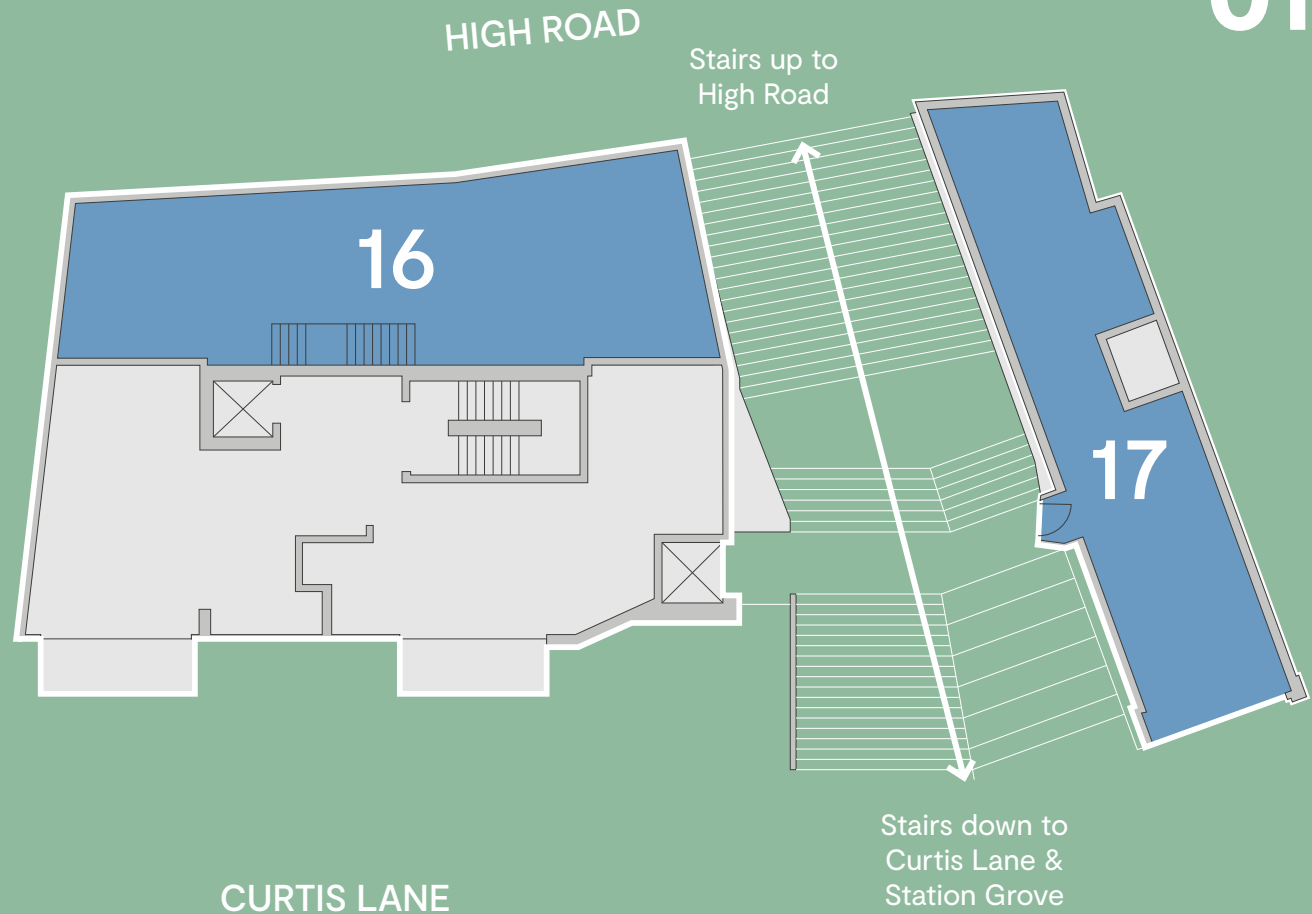 HIGH ROAD
Stairs up to
High Road
16
17
Stairs down to
Curtis Lane &
Station Grove
CURTIS LANE